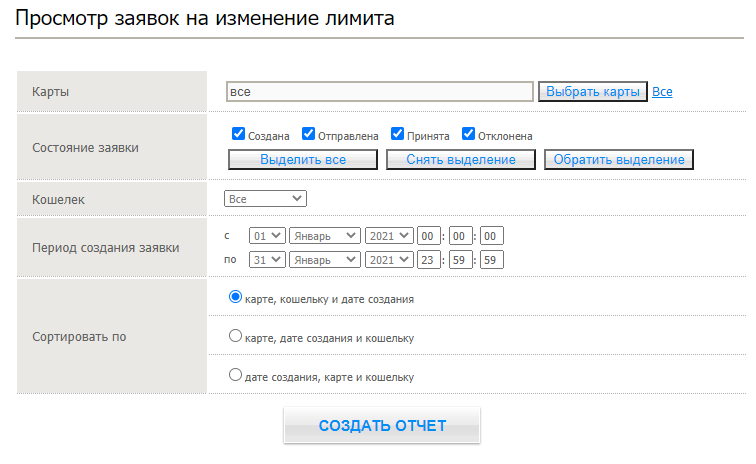 Просмотр заявок на изменение лимита
Карты
все Выбрать карты Все
Состояние заявки
Создана Отправлена Принята Отклонена
Выделить все Снять выделение Обратить выделение
Кошелек
Все
Период создания заявки
с 01 Январь 2021 00 : 00 : 00
по 31 Январь 2021 23 : 59 : 59
Сортировать по
карте, кошельку и дате создания
карте, дате создания и кошельку
дате создания, карте и кошельку
СОЗДАТЬ ОТЧЕТ